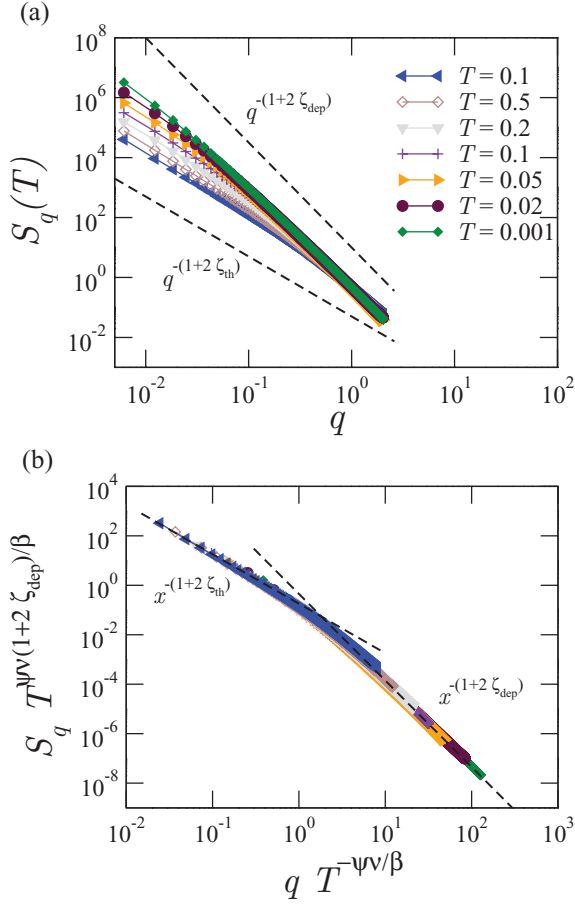 (a)
10^8
10^6
10^4
10^2
10^0
10^-2
S_q(T)
q^-(1+2 ζ_dep)
q^-(1+2 ζ_th)
T = 0.1
T = 0.5
T = 0.2
T = 0.1
T = 0.05
T = 0.02
T = 0.001
10^-2 10^-1 10^0 10^1 10^2
q
(b)
10^4
10^2
10^0
10^-2
10^-4
10^-6
10^-8
S_q T^ψν(1+2 ζ_dep)/β
x^-(1+2 ζ_th)
x^-(1+2 ζ_dep)
10^-2 10^-1 10^0 10^1 10^2 10^3
q T^-ψν/β